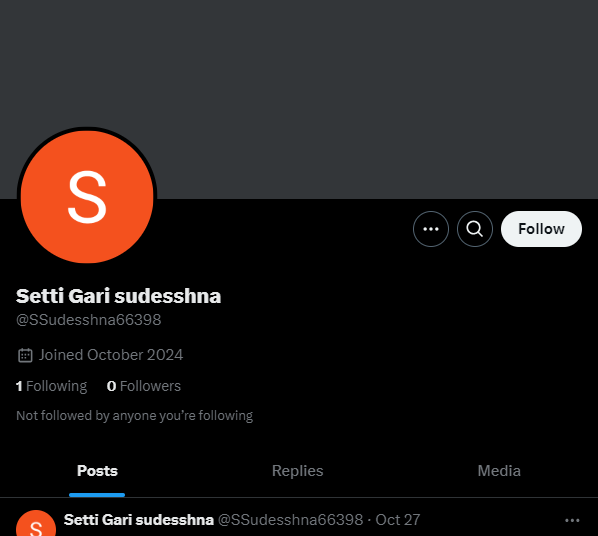 S
Follow
Setti Gari sudesshna
@SSudesshna66398
Joined October 2024
1 Following 0 Followers
Not followed by anyone you’re following
Posts Replies Media
S
Setti Gari sudesshna @SSudesshna66398 · Oct 27